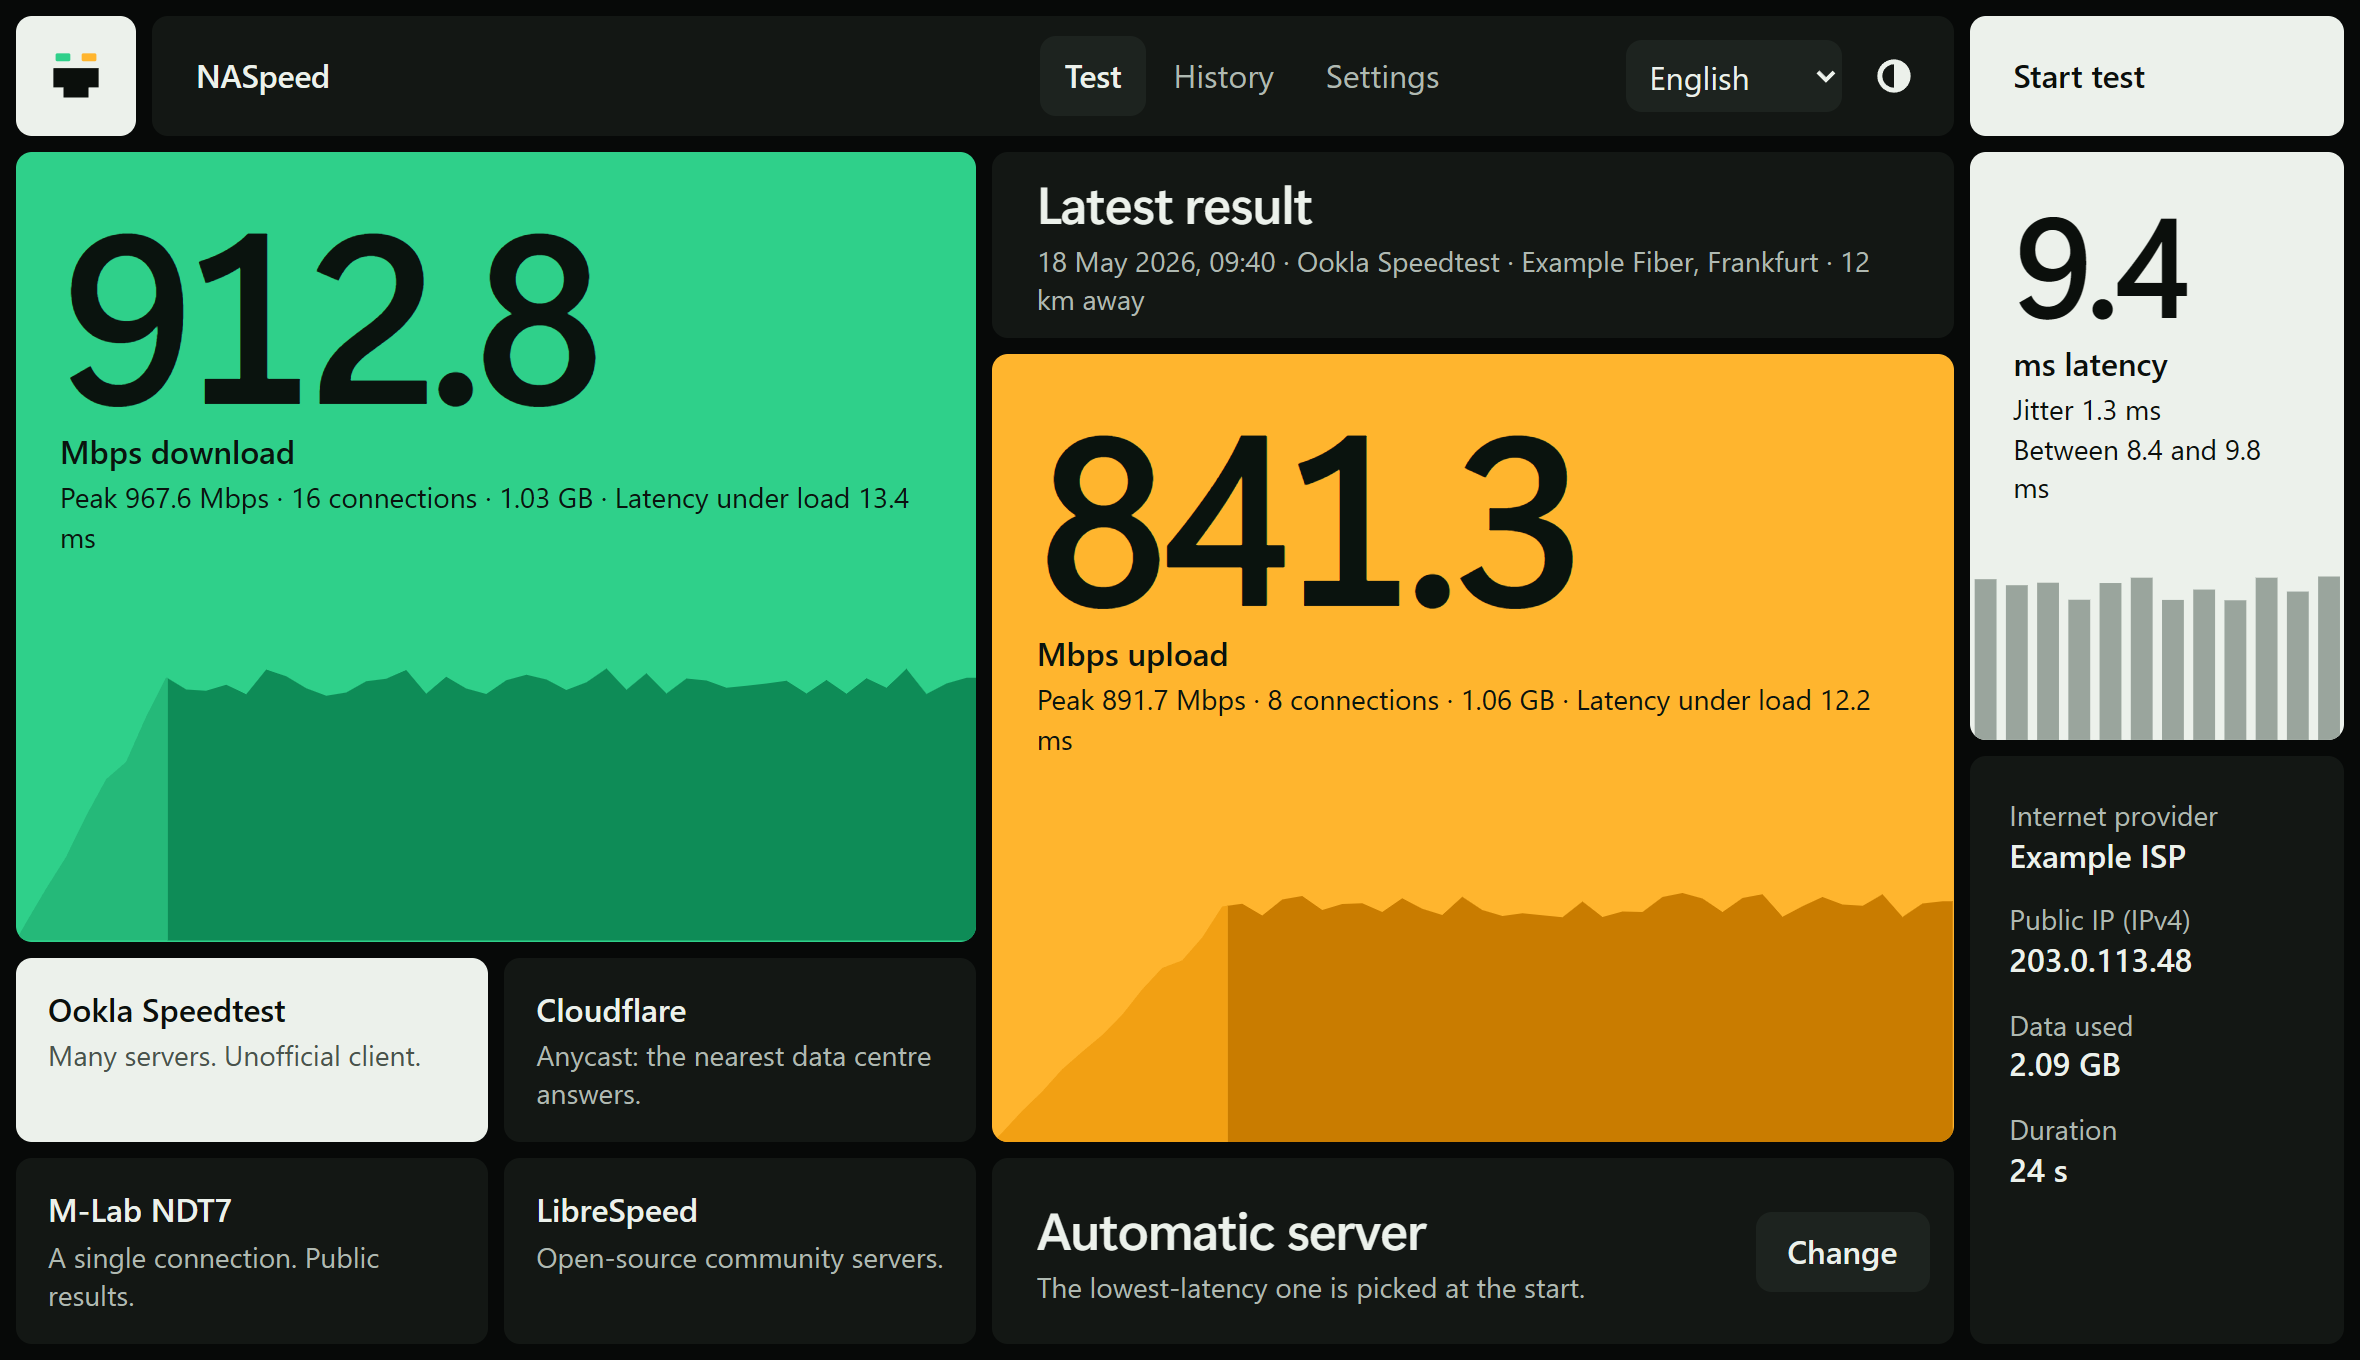 NASpeed
Test
History
Settings
English
Start test
912.8
Mbps download
Peak 967.6 Mbps · 16 connections · 1.03 GB · Latency under load 13.4
ms
Latest result
18 May 2026, 09:40 · Ookla Speedtest · Example Fiber, Frankfurt · 12
km away
841.3
Mbps upload
Peak 891.7 Mbps · 8 connections · 1.06 GB · Latency under load 12.2
ms
9.4
ms latency
Jitter 1.3 ms
Between 8.4 and 9.8
ms
Internet provider
Example ISP
Public IP (IPv4)
203.0.113.48
Data used
2.09 GB
Duration
24 s
Ookla Speedtest
Many servers. Unofficial client.
Cloudflare
Anycast: the nearest data centre
answers.
M-Lab NDT7
A single connection. Public
results.
LibreSpeed
Open-source community servers.
Automatic server
The lowest-latency one is picked at the start.
Change